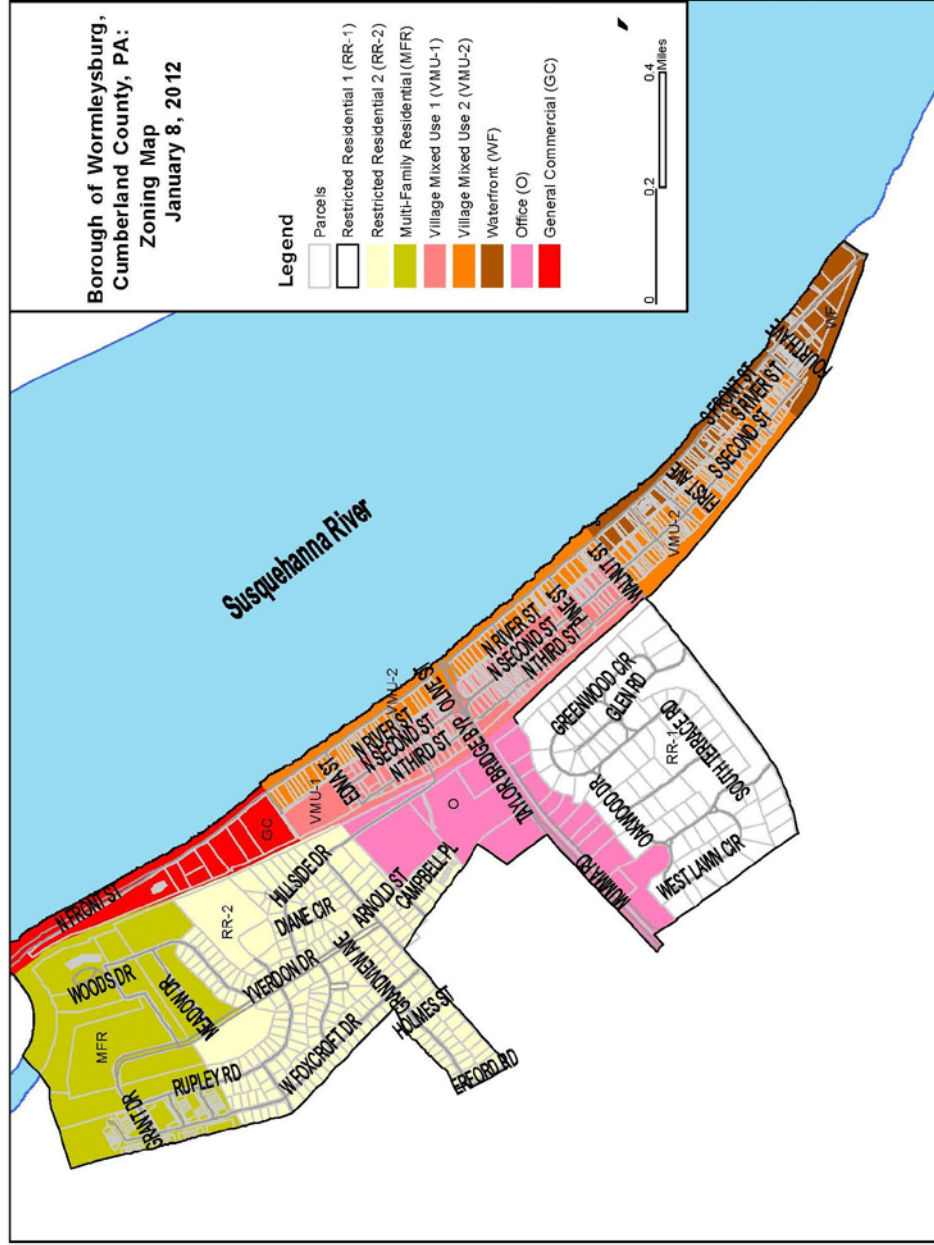 Borough of Wormleysburg,
Cumberland County, PA:
Zoning Map
January 8, 2012
Legend
Parcels
Restricted Residential 1 (RR-1)
Restricted Residential 2 (RR-2)
Multi-Family Residential (MFR)
Village Mixed Use 1 (VMU-1)
Village Mixed Use 2 (VMU-2)
Waterfront (WF)
Office (O)
General Commercial (GC)
0 0.2 0.4
Miles
Susquehanna River
N FRONT ST
WOODS DR
MFR
MEADOW DR
GRANT DR
RUPLEY RD
RR-2
GC
HILLSIDE DR
DIANE CIR
YVERDON DR
W FOXCROFT DR
ARNOLD ST
CAMPBELL PL
GRANDVIEW AVE
HOLMES ST
ERFORD RD
VMU-1
EDNA ST
N RIVER ST
N SECOND ST
N THIRD ST
VMU-2
OLIVE ST
O
TAYLOR BRIDGE BYP
MUMMA RD
N RIVER ST
N SECOND ST
N THIRD ST
PINE ST
WALNUT ST
GREENWOOD CIR
GLEN RD
RR-1
OAKWOOD DR
SOUTH TERRACE RD
WEST LAWN CIR
VMU-2
FIRST AVE
S FRONT ST
S RIVER ST
S SECOND ST
FOURTH AVE
WF